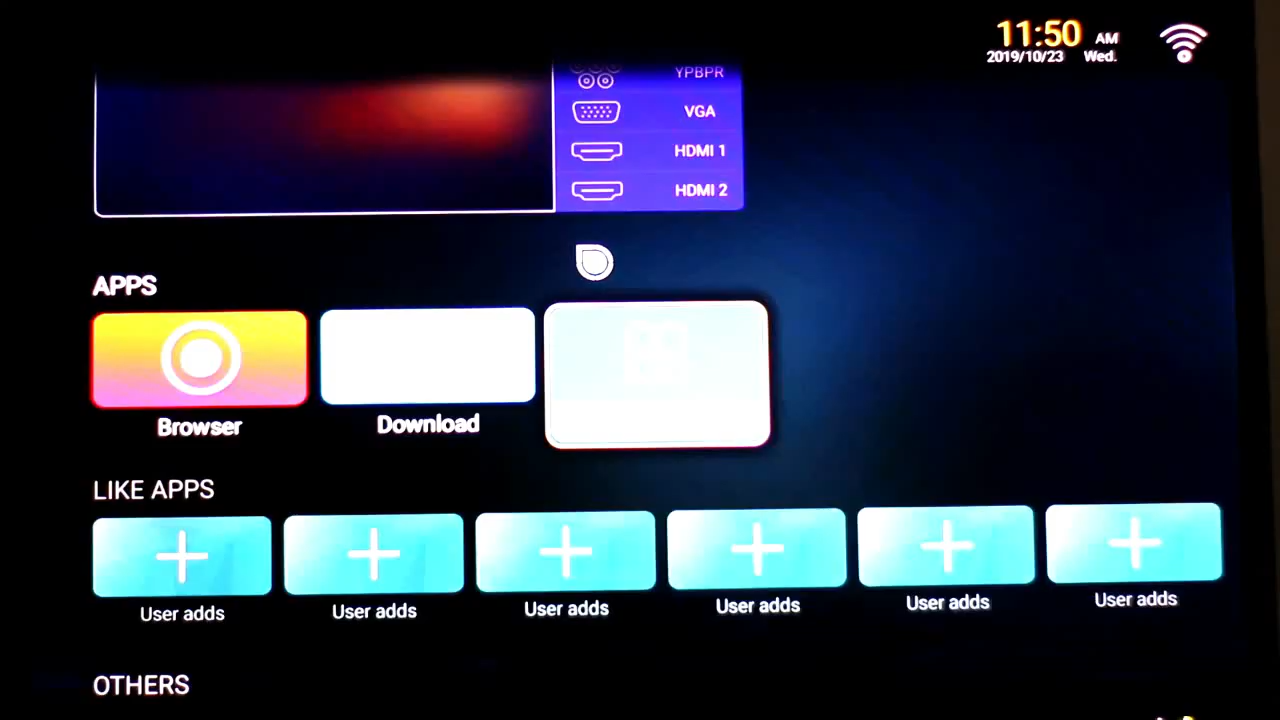 11:50 AM
2019/10/23 Wed.
YPBPR
VGA
HDMI 1
HDMI 2
APPS
Browser
Download
LIKE APPS
User adds
User adds
User adds
User adds
User adds
User adds
OTHERS